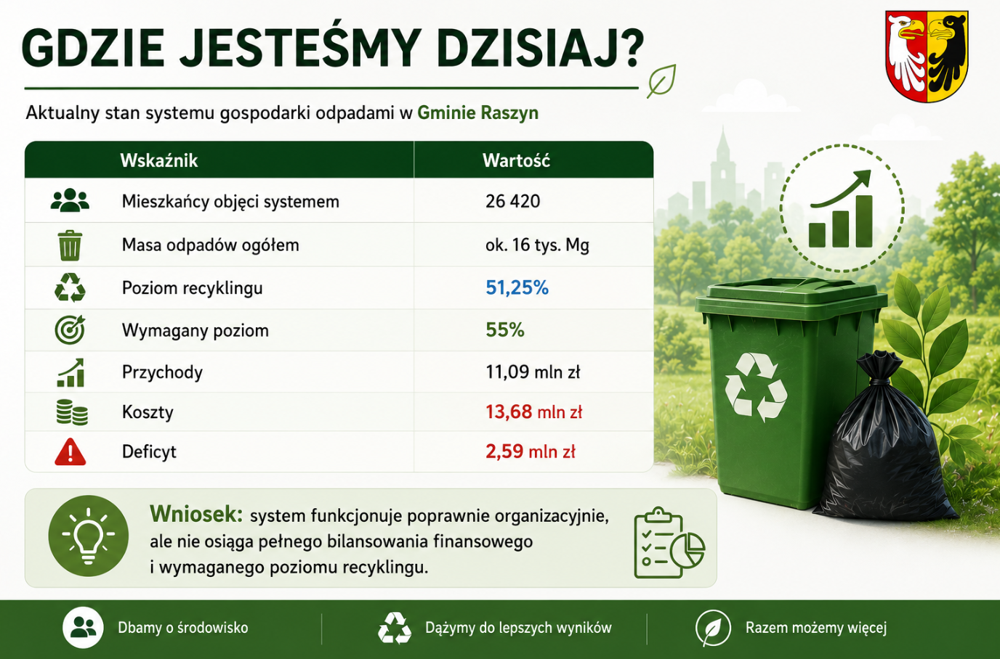 GDZIE JESTEŚMY DZISIAJ?
Aktualny stan systemu gospodarki odpadami w Gminie Raszyn
Wskaźnik Wartość
Mieszkańcy objęci systemem 26 420
Masa odpadów ogółem ok. 16 tys. Mg
Poziom recyklingu 51,25%
Wymagany poziom 55%
Przychody 11,09 mln zł
Koszty 13,68 mln zł
Deficyt 2,59 mln zł
Wniosek: system funkcjonuje poprawnie organizacyjnie,
ale nie osiąga pełnego bilansowania finansowego
i wymaganego poziomu recyklingu.
Dbamy o środowisko
Dążymy do lepszych wyników
Razem możemy więcej